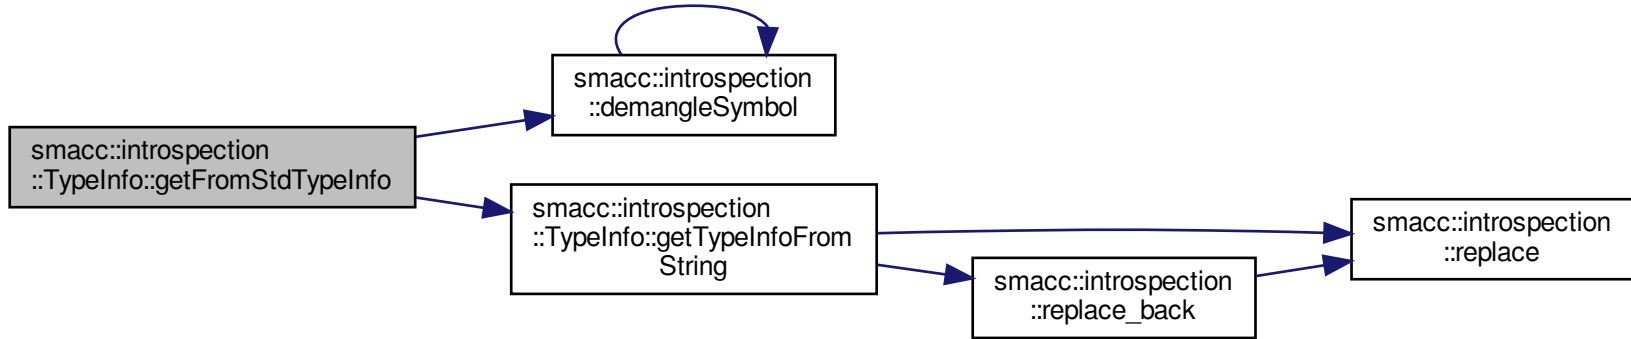 smacc::introspection
::demangleSymbol
smacc::introspection
::TypeInfo::getFromStdTypeInfo
smacc::introspection
::TypeInfo::getTypeInfoFrom
String
smacc::introspection
::replace
smacc::introspection
::replace_back